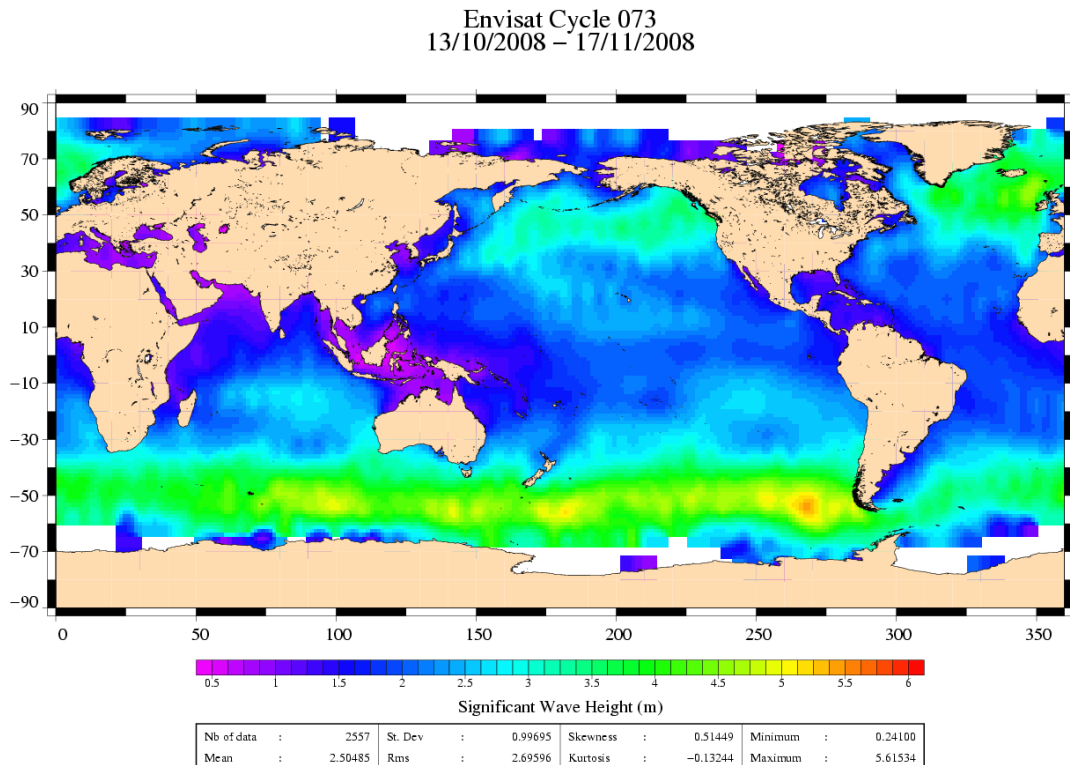 Envisat Cycle 073
13/10/2008 − 17/11/2008
90
70
50
30
10
−10
−30
−50
−70
−90
0 50 100 150 200 250 300 350
0.5 1 1.5 2 2.5 3 3.5 4 4.5 5 5.5 6
Significant Wave Height (m)
Nb of data : 2557 St. Dev : 0.99695 Skewness : 0.51449 Minimum : 0.24100
Mean : 2.50485 Rms : 2.69596 Kurtosis : −0.13244 Maximum : 5.61534